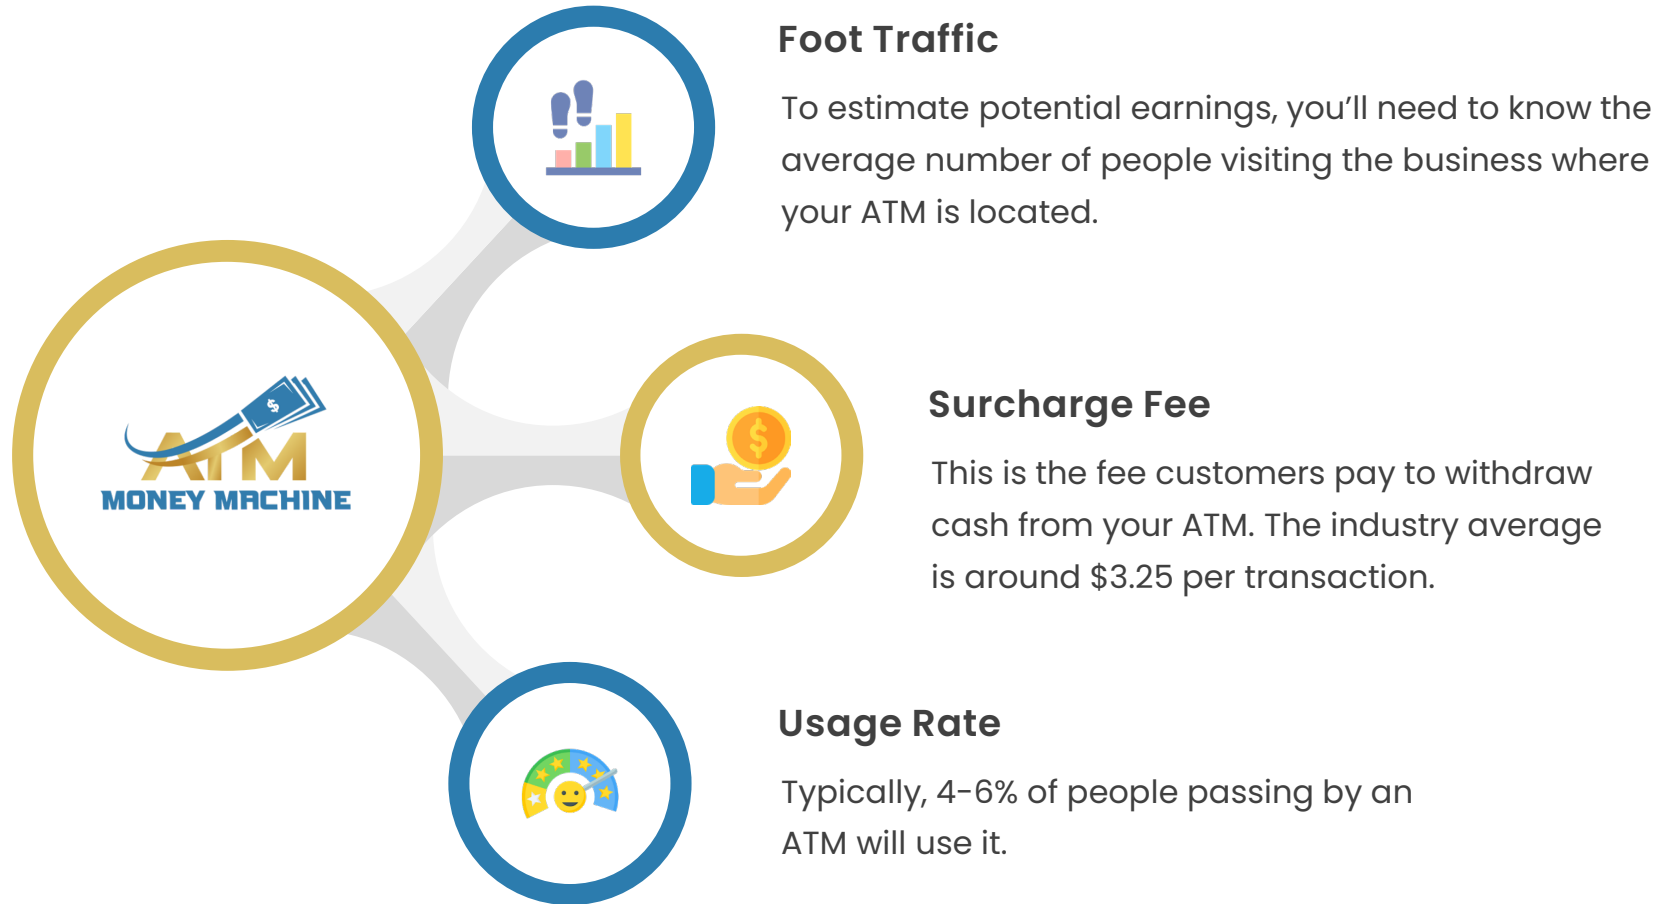 Foot Traffic
To estimate potential earnings, you’ll need to know the
average number of people visiting the business where
your ATM is located.
$
ATM
MONEY MACHINE
$
Surcharge Fee
This is the fee customers pay to withdraw
cash from your ATM. The industry average
is around $3.25 per transaction.
Usage Rate
Typically, 4-6% of people passing by an
ATM will use it.